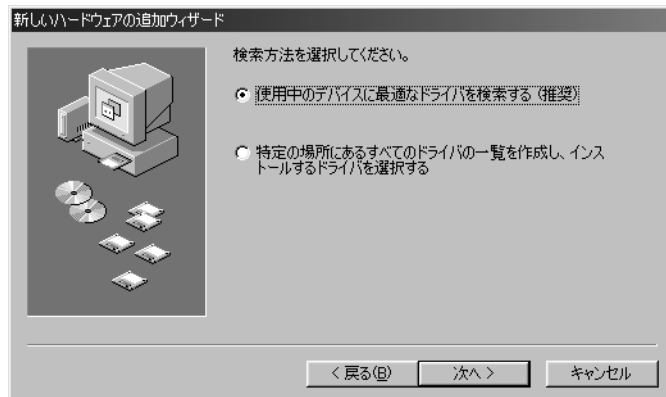 新しいハードウェアの追加ウィザード
検索方法を選択してください。
使用中のデバイスに最適なドライバを検索する（推奨）
特定の場所にあるすべてのドライバの一覧を作成し、インス
トールするドライバを選択する
< 戻る(B)
次へ >
キャンセル